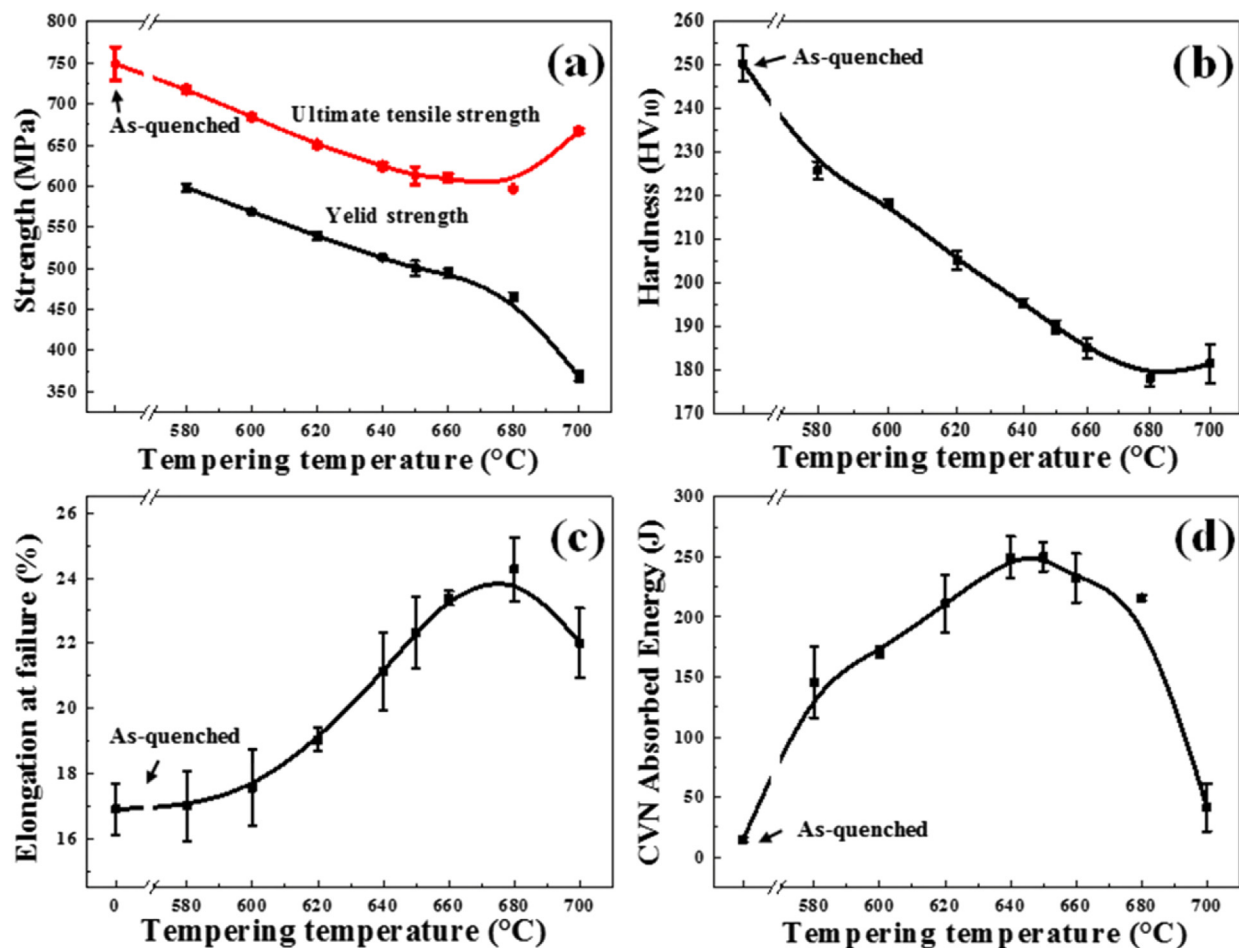 (a)
800
750
700
650
600
550
500
450
400
350
Strength (MPa)
As-quenched
Ultimate tensile strength
Yelid strength
580 600 620 640 660 680 700
Tempering temperature (°C)
(b)
260
250
240
230
220
210
200
190
180
170
Hardness (HV10)
As-quenched
580 600 620 640 660 680 700
Tempering temperature (°C)
(c)
26
24
22
20
18
16
Elongation at failure (%)
As-quenched
0 580 600 620 640 660 680 700
Tempering temperature (°C)
(d)
300
250
200
150
100
50
0
CVN Absorbed Energy (J)
As-quenched
580 600 620 640 660 680 700
Tempering temperature (°C)